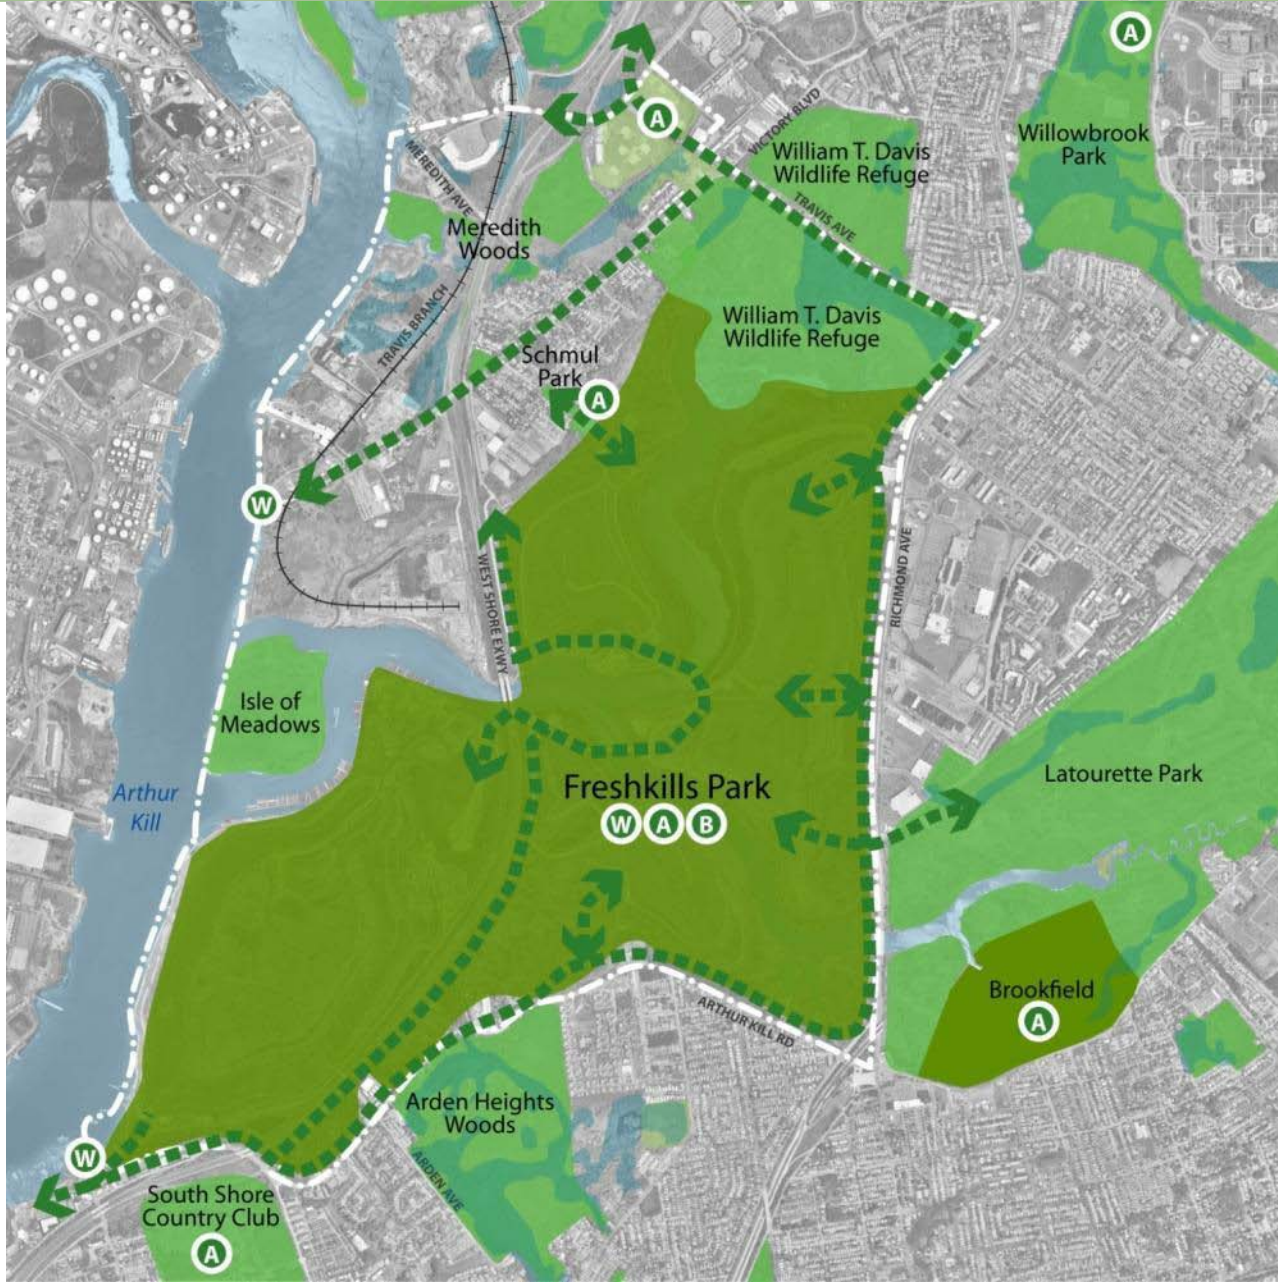 A
A
VICTORY BLVD
Willowbrook
Park
William T. Davis
Wildlife Refuge
MEREDITH AVE
TRAVIS AVE
Meredith
Woods
TRAVIS BRANCH
William T. Davis
Wildlife Refuge
Schmul
Park
A
W
WEST SHORE EXWY
RICHMOND AVE
Isle of
Meadows
Arthur
Kill
Freshkills Park
W A B
Latourette Park
Brookfield
A
ARTHUR KILL RD
Arden Heights
Woods
ARDEN AVE
W
South Shore
Country Club
A